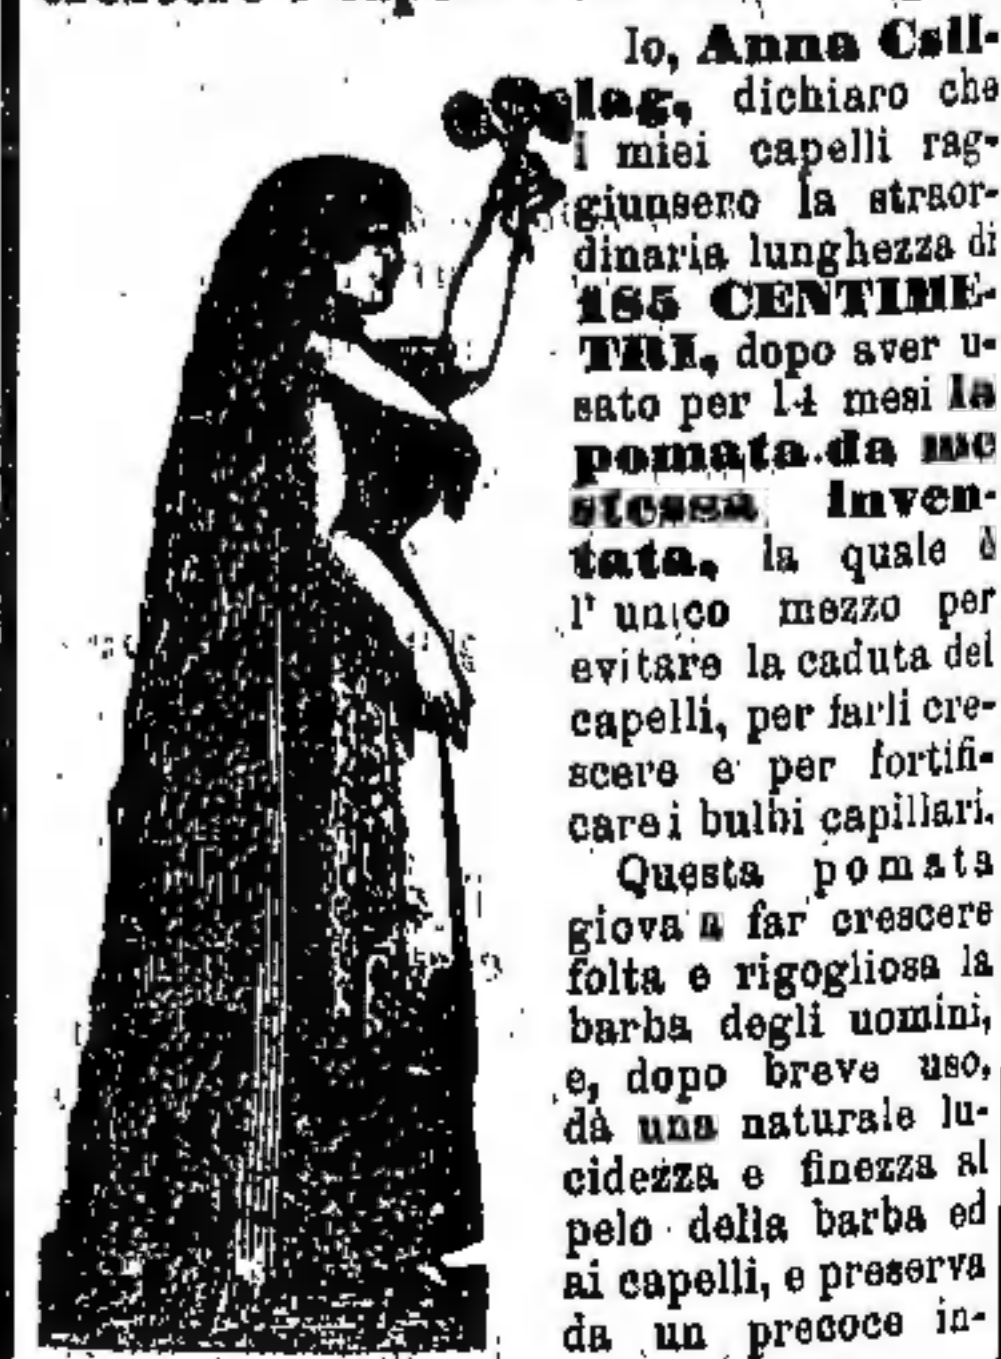 Io, Anna Csil-
lag, dichiaro che
i miei capelli rag-
giunsero la straor-
dinaria lunghezza di
185 CENTIME-
TRI, dopo aver u-
sato per 14 mesi la
pomata da me
stessa inven-
tata, la quale è
l'unico mezzo per
evitare la caduta dei
capelli, per farli cre-
scere e per fortifi-
care i bulbi capillari.
Questa pomata
giova a far crescere
folta e rigogliosa la
barba degli uomini,
e, dopo breve uso,
dà una naturale lu-
cidezza e finezza al
pelo della barba ed
ai capelli, e preserva
da un precoce in-